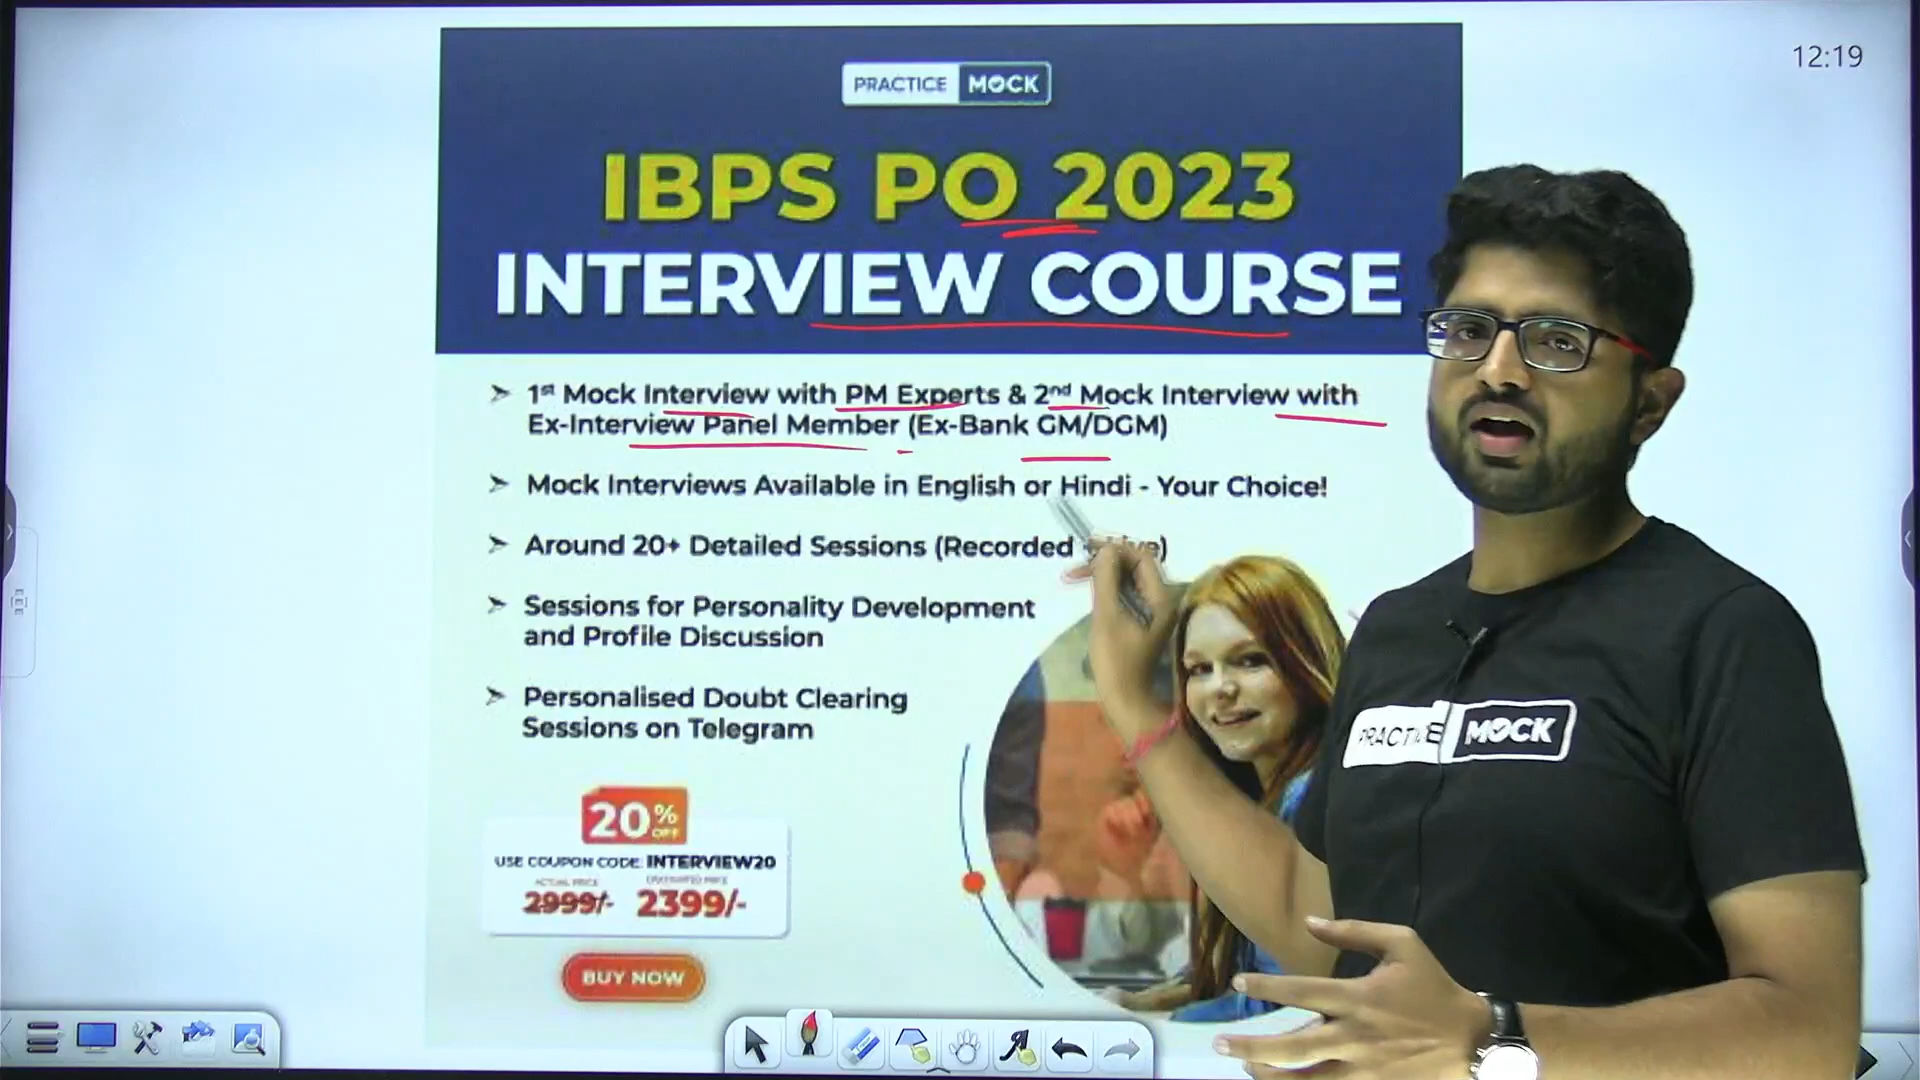 12:19
PRACTICE MOCK
IBPS PO 2023
INTERVIEW COURSE
1st Mock Interview with PM Experts & 2nd Mock Interview with
Ex-Interview Panel Member (Ex-Bank GM/DGM)
Mock Interviews Available in English or Hindi - Your Choice!
Around 20+ Detailed Sessions (Recorded
Sessions for Personality Development
and Profile Discussion
Personalised Doubt Clearing
Sessions on Telegram
20% OFF
USE COUPON CODE: INTERVIEW20
ACTUAL PRICE
2999/- 2399/-
BUY NOW
PRACTICE MOCK